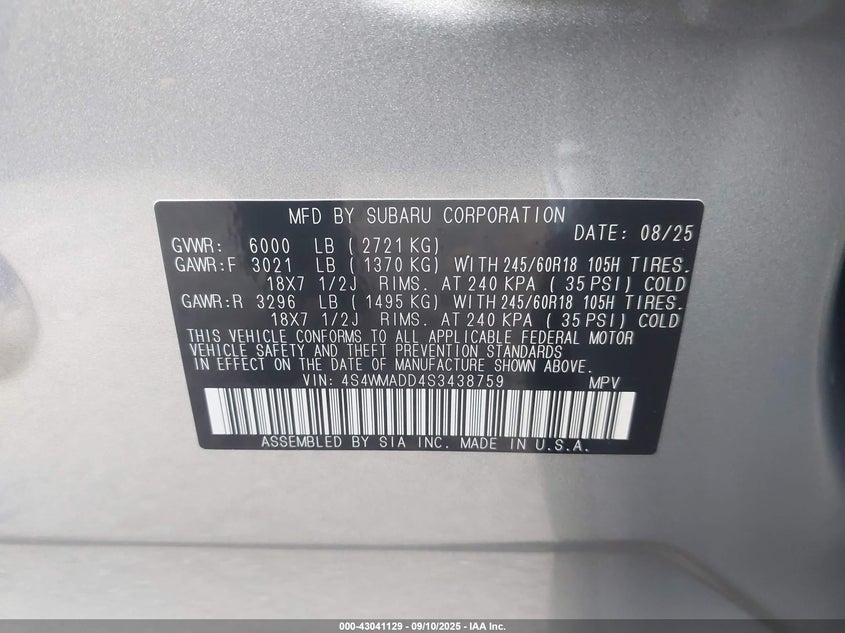 MFD BY SUBARU CORPORATION
DATE: 08/25
GVWR: 6000 LB ( 2721 KG)
GAWR:F 3021 LB ( 1370 KG) WITH 245/60R18 105H TIRES.
18X7 1/2J RIMS. AT 240 KPA ( 35 PSI) COLD
GAWR:R 3296 LB ( 1495 KG) WITH 245/60R18 105H TIRES.
18X7 1/2J RIMS. AT 240 KPA ( 35 PSI) COLD
THIS VEHICLE CONFORMS TO ALL APPLICABLE FEDERAL MOTOR
VEHICLE SAFETY AND THEFT PREVENTION STANDARDS
IN EFFECT ON THE DATE OF MANUFACTURE SHOWN ABOVE.
VIN: 4S4WMADD4S3438759 MPV
ASSEMBLED BY SIA INC. MADE IN U.S.A.
000-43041129 - 09/10/2025 - IAA Inc.